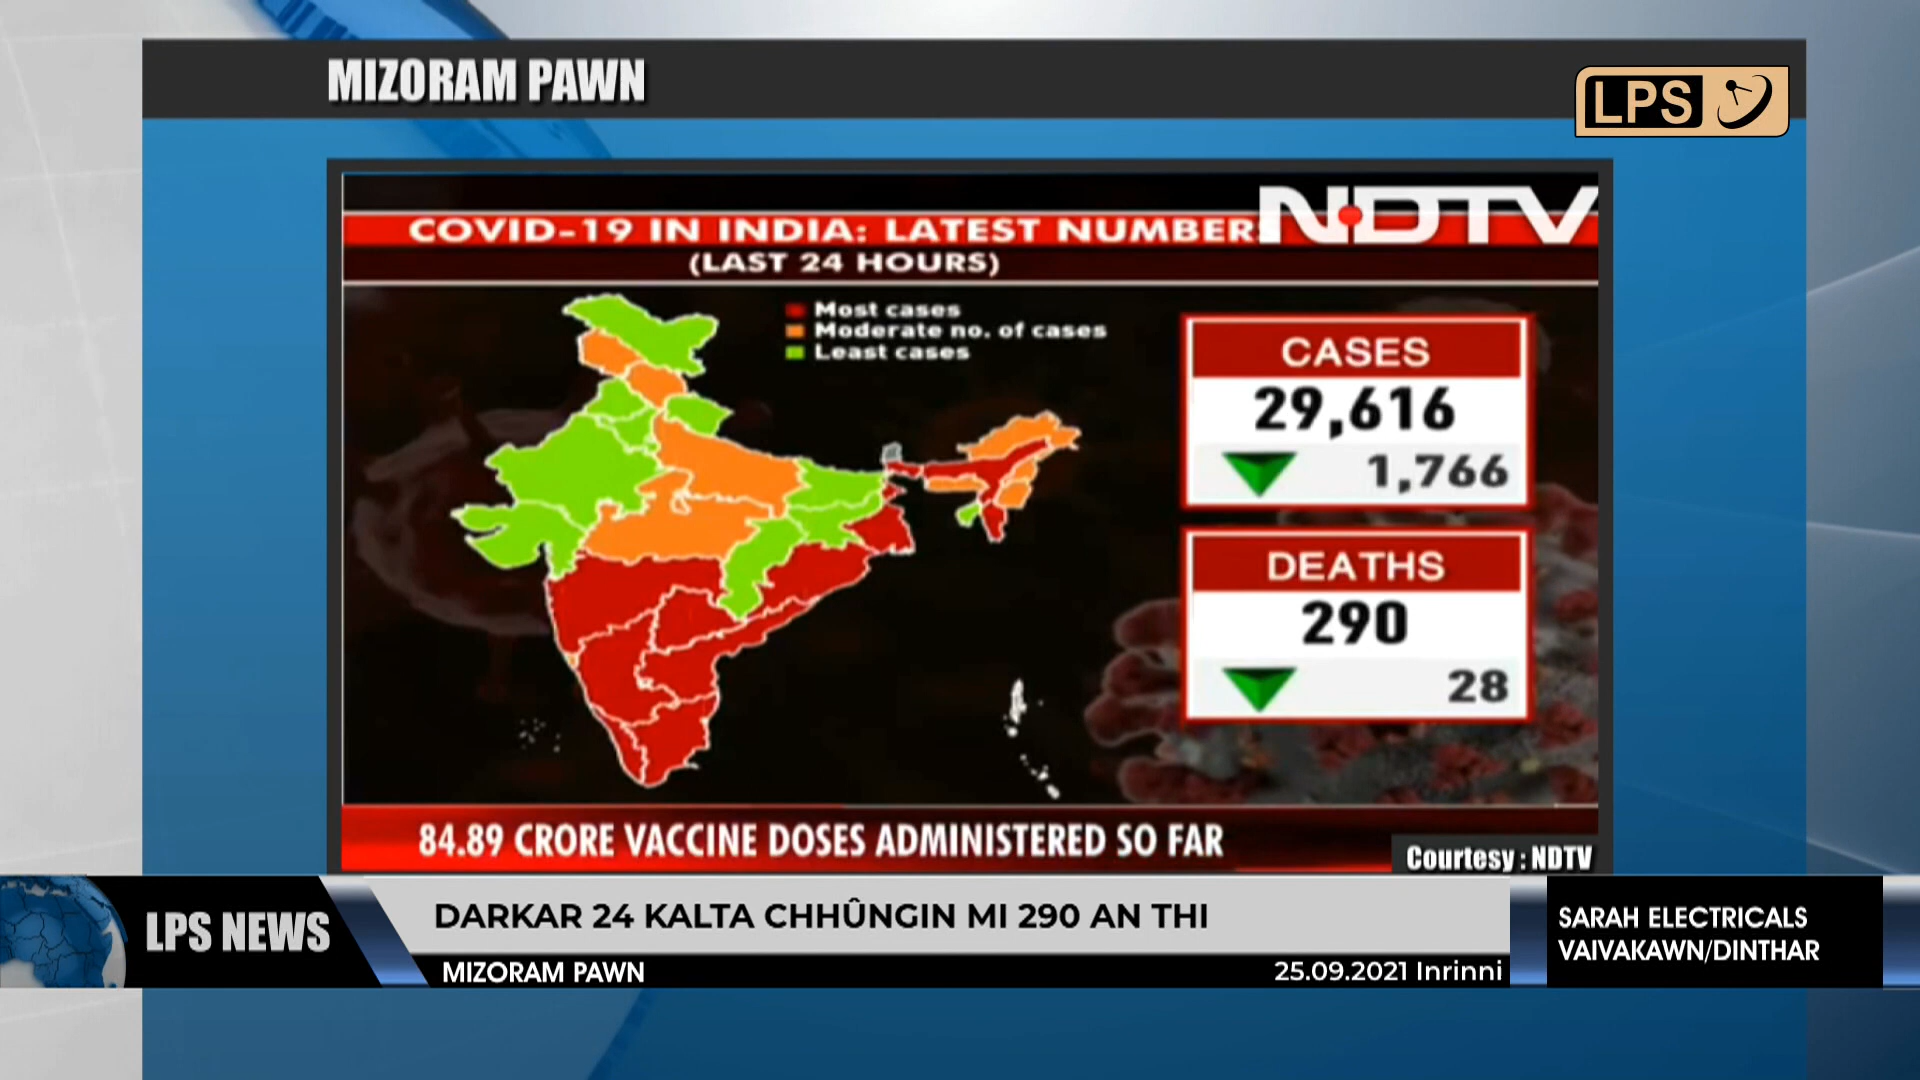 MIZORAM PAWN
LPS
NDTV
COVID-19 IN INDIA: LATEST NUMBERS
(LAST 24 HOURS)
Most cases
Moderate no. of cases
Least cases
CASES
29,616
1,766
DEATHS
290
28
84.89 CRORE VACCINE DOSES ADMINISTERED SO FAR
Courtesy : NDTV
LPS NEWS
DARKAR 24 KALTA CHHÛNGIN MI 290 AN THI
MIZORAM PAWN
25.09.2021 Inrinni
SARAH ELECTRICALS
VAIVAKAWN/DINTHAR